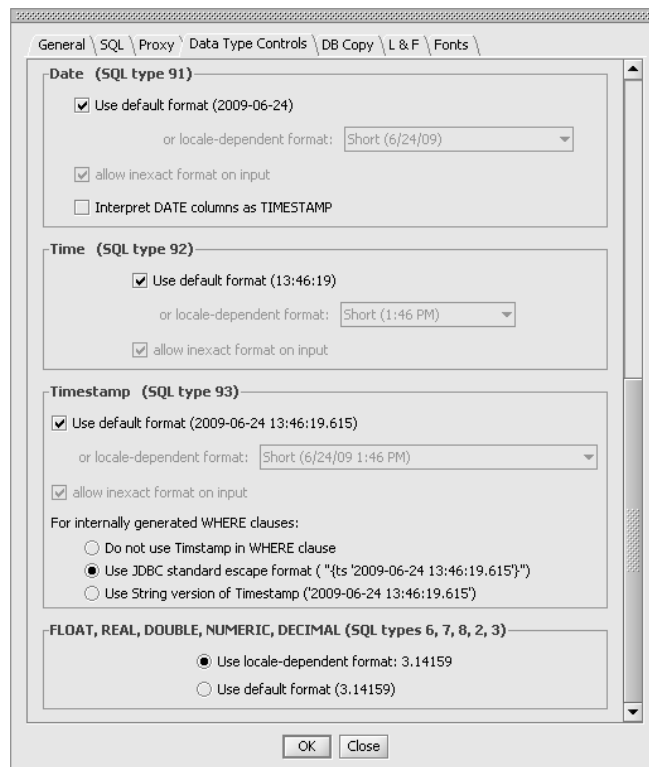 General \ SQL \ Proxy \ Data Type Controls \ DB Copy \ L & F \ Fonts \
Date (SQL type 91)
Use default format (2009-06-24)
or locale-dependent format: Short (6/24/09)
allow inexact format on input
Interpret DATE columns as TIMESTAMP
Time (SQL type 92)
Use default format (13:46:19)
or locale-dependent format: Short (1:46 PM)
allow inexact format on input
Timestamp (SQL type 93)
Use default format (2009-06-24 13:46:19.615)
or locale-dependent format: Short (6/24/09 1:46 PM)
allow inexact format on input
For internally generated WHERE clauses:
Do not use Timstamp in WHERE clause
Use JDBC standard escape format ( "{ts '2009-06-24 13:46:19.615'}")
Use String version of Timestamp ('2009-06-24 13:46:19.615')
FLOAT, REAL, DOUBLE, NUMERIC, DECIMAL (SQL types 6, 7, 8, 2, 3)
Use locale-dependent format: 3.14159
Use default format (3.14159)
OK Close